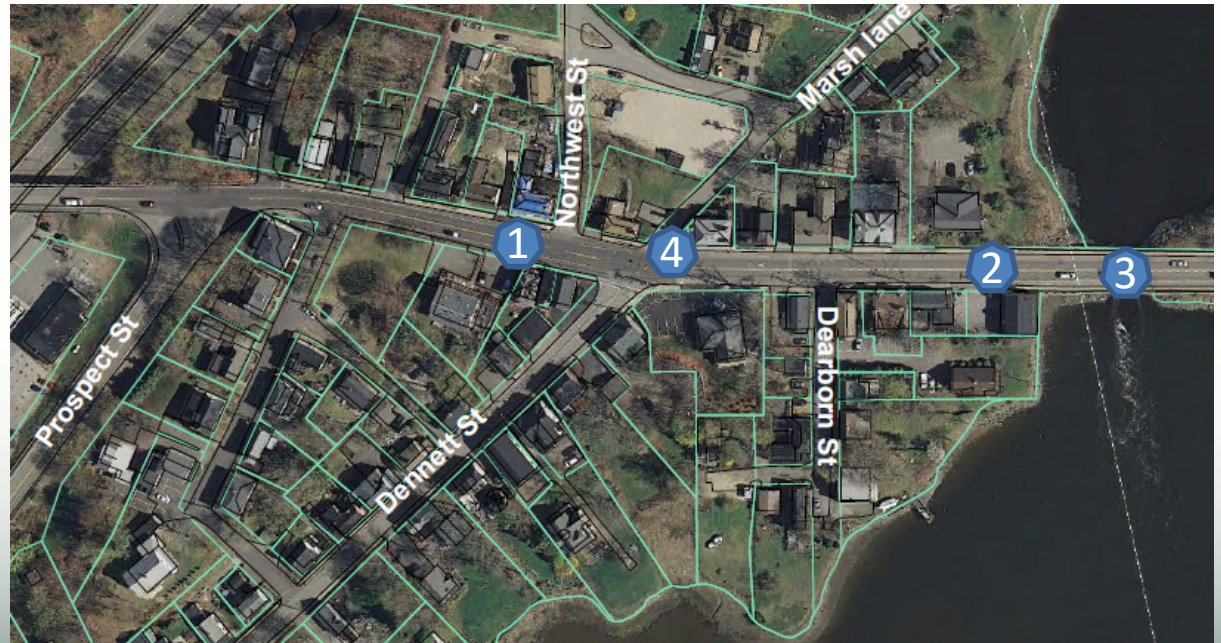 Marsh lane
Northwest St
1
4
2
3
Prospect St
Dearborn St
Dennett St